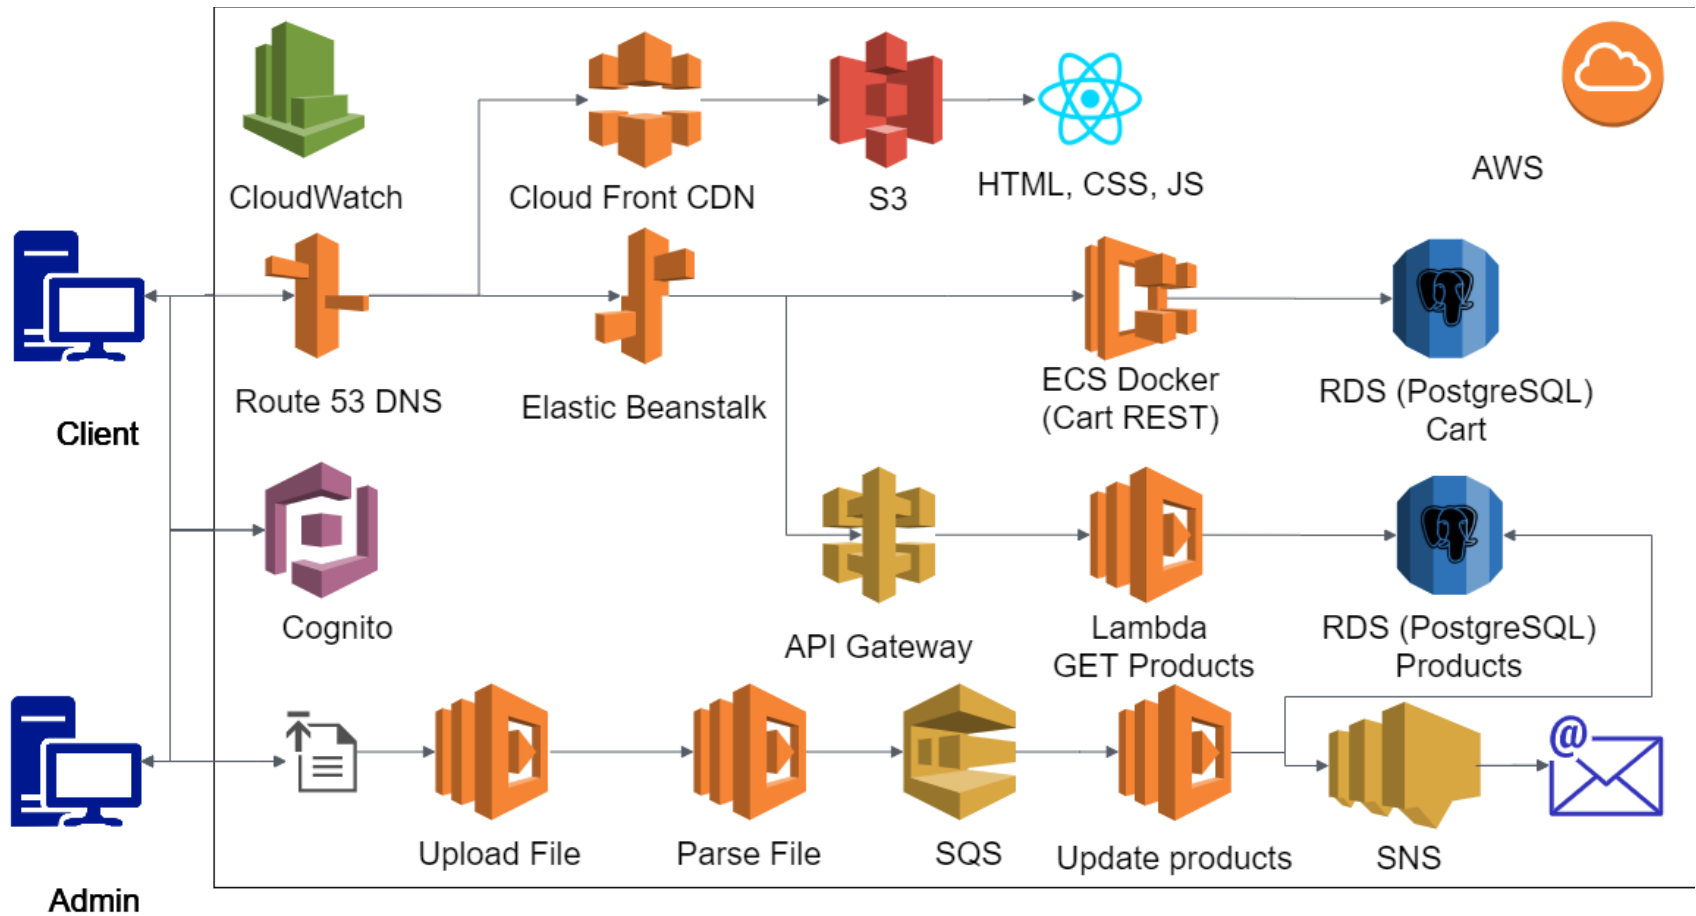 CloudWatch
Cloud Front CDN
S3
HTML, CSS, JS
AWS
Client
Route 53 DNS
Elastic Beanstalk
ECS Docker
(Cart REST)
RDS (PostgreSQL)
Cart
Cognito
API Gateway
Lambda
GET Products
RDS (PostgreSQL)
Products
@
Admin
Upload File
Parse File
SQS
Update products
SNS